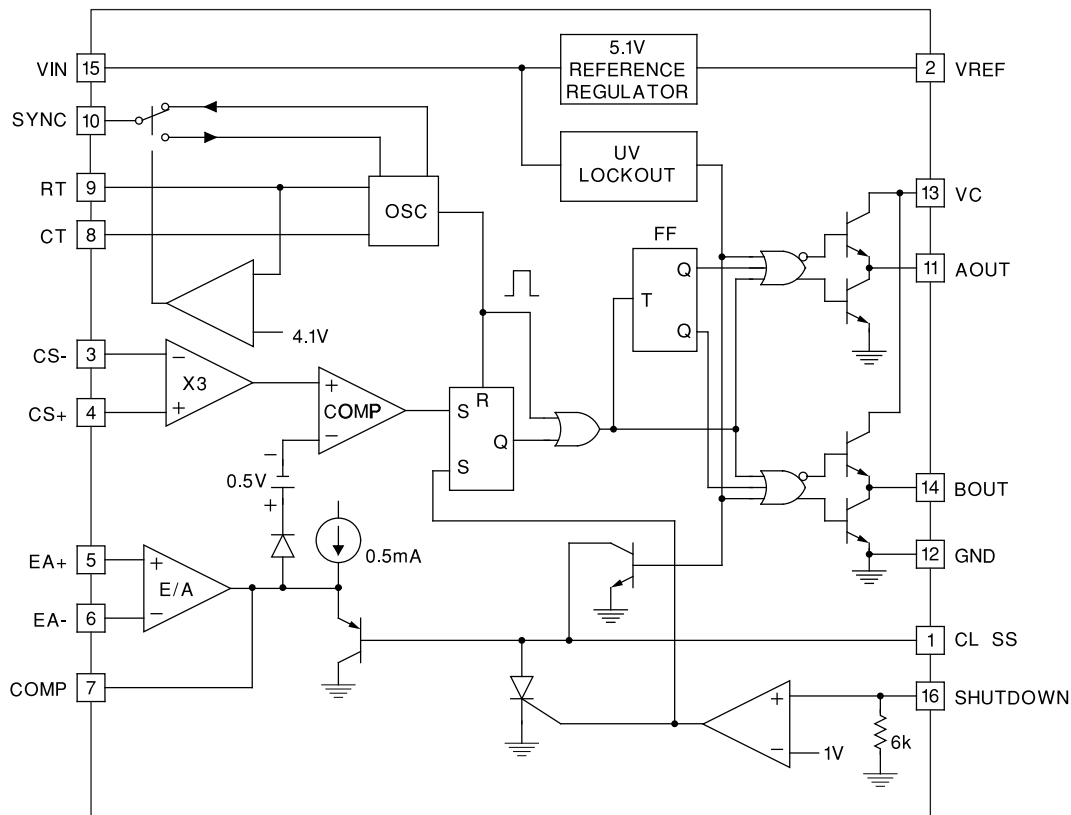 VIN 15
5.1V
REFERENCE
REGULATOR
2 VREF
SYNC 10
UV
LOCKOUT
RT 9
OSC
13 VC
CT 8
FF
Q
T
Q
11 AOUT
4.1V
CS- 3
−
X3
+
CS+ 4
+
COMP
−
R
S
Q
S
−
0.5V
+
14 BOUT
0.5mA
EA+ 5
+
E/A
−
EA- 6
12 GND
1 CL SS
COMP 7
16 SHUTDOWN
+
−
1V
6k